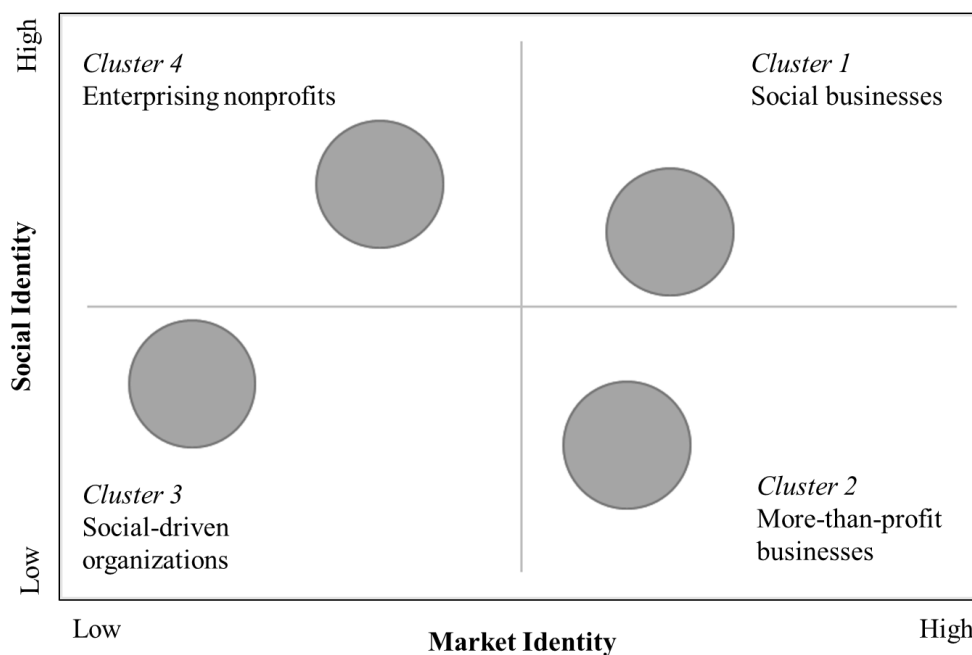 High
Cluster 4
Enterprising nonprofits
Cluster 1
Social businesses
Social Identity
Cluster 3
Social-driven
organizations
Cluster 2
More-than-profit
businesses
Low
Low
Market Identity
High